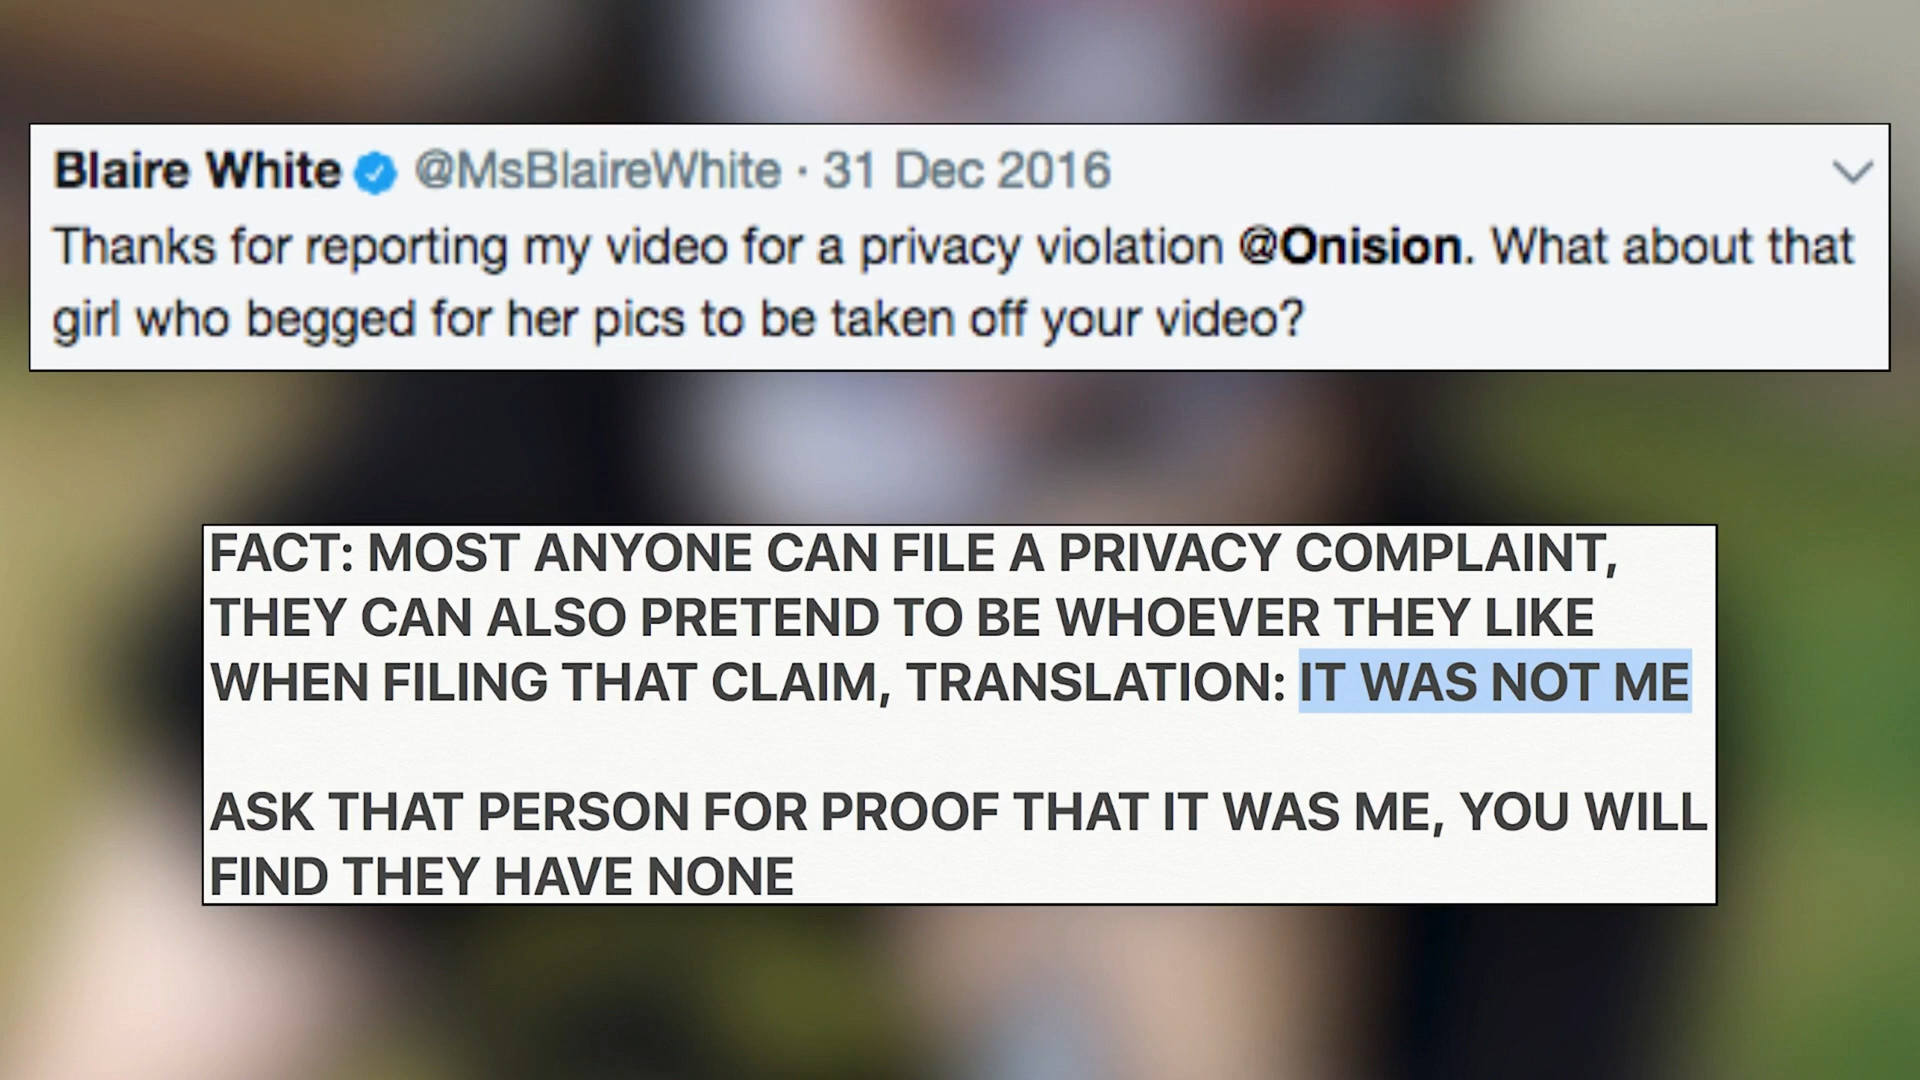 Blaire White @MsBlaireWhite · 31 Dec 2016
Thanks for reporting my video for a privacy violation @Onision. What about that
girl who begged for her pics to be taken off your video?
FACT: MOST ANYONE CAN FILE A PRIVACY COMPLAINT,
THEY CAN ALSO PRETEND TO BE WHOEVER THEY LIKE
WHEN FILING THAT CLAIM, TRANSLATION: IT WAS NOT ME
ASK THAT PERSON FOR PROOF THAT IT WAS ME, YOU WILL
FIND THEY HAVE NONE